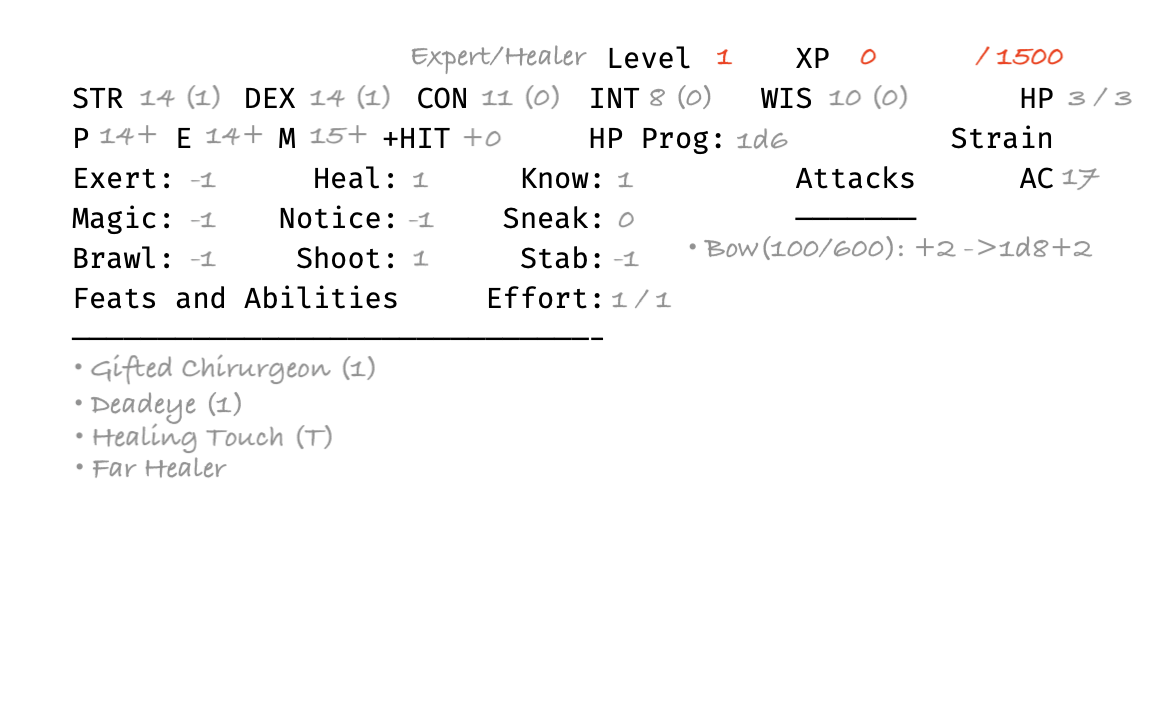 Expert/Healer Level 1 XP 0 / 1500
STR 14 (1) DEX 14 (1) CON 11 (0) INT 8 (0) WIS 10 (0) HP 3 / 3
P 14+ E 14+ M 15+ +HIT +0 HP Prog: 1d6 Strain
Exert: -1 Heal: 1 Know: 1 Attacks AC 17
Magic: -1 Notice: -1 Sneak: 0
Brawl: -1 Shoot: 1 Stab: -1 • Bow(100/600): +2 ->1d8+2
Feats and Abilities Effort: 1 / 1
• Gifted Chirurgeon (1)
• Deadeye (1)
• Healing Touch (T)
• Far Healer